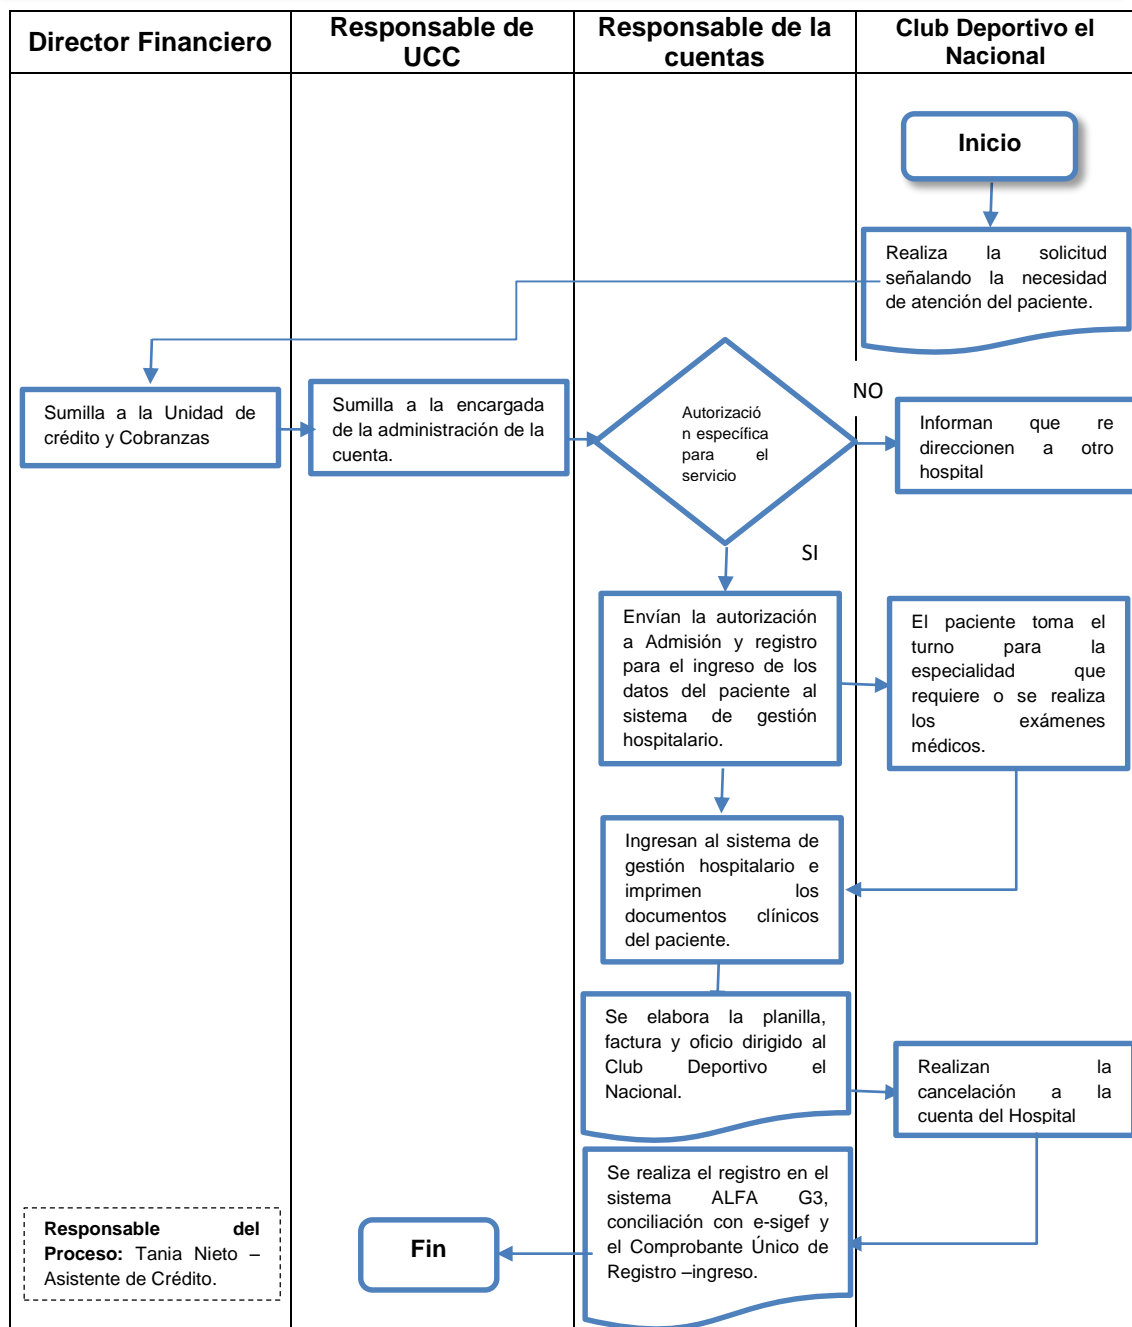 Director Financiero
Responsable de
UCC
Responsable de la
cuentas
Club Deportivo el
Nacional
Inicio
Realiza la solicitud
señalando la necesidad
de atención del paciente.
Sumilla a la Unidad de
crédito y Cobranzas
Sumilla a la encargada
de la administración de la
cuenta.
Autorizació
n específica
para el
servicio
NO
Informan que re
direccionen a otro
hospital
SI
Envían la autorización
a Admisión y registro
para el ingreso de los
datos del paciente al
sistema de gestión
hospitalario.
El paciente toma el
turno para la
especialidad que
requiere o se realiza
los exámenes
médicos.
Ingresan al sistema de
gestión hospitalario e
imprimen los
documentos clínicos
del paciente.
Se elabora la planilla,
factura y oficio dirigido al
Club Deportivo el
Nacional.
Realizan la
cancelación a la
cuenta del Hospital
Se realiza el registro en el
sistema ALFA G3,
conciliación con e-sigef y
el Comprobante Único de
Registro –ingreso.
Fin
Responsable del
Proceso: Tania Nieto –
Asistente de Crédito.